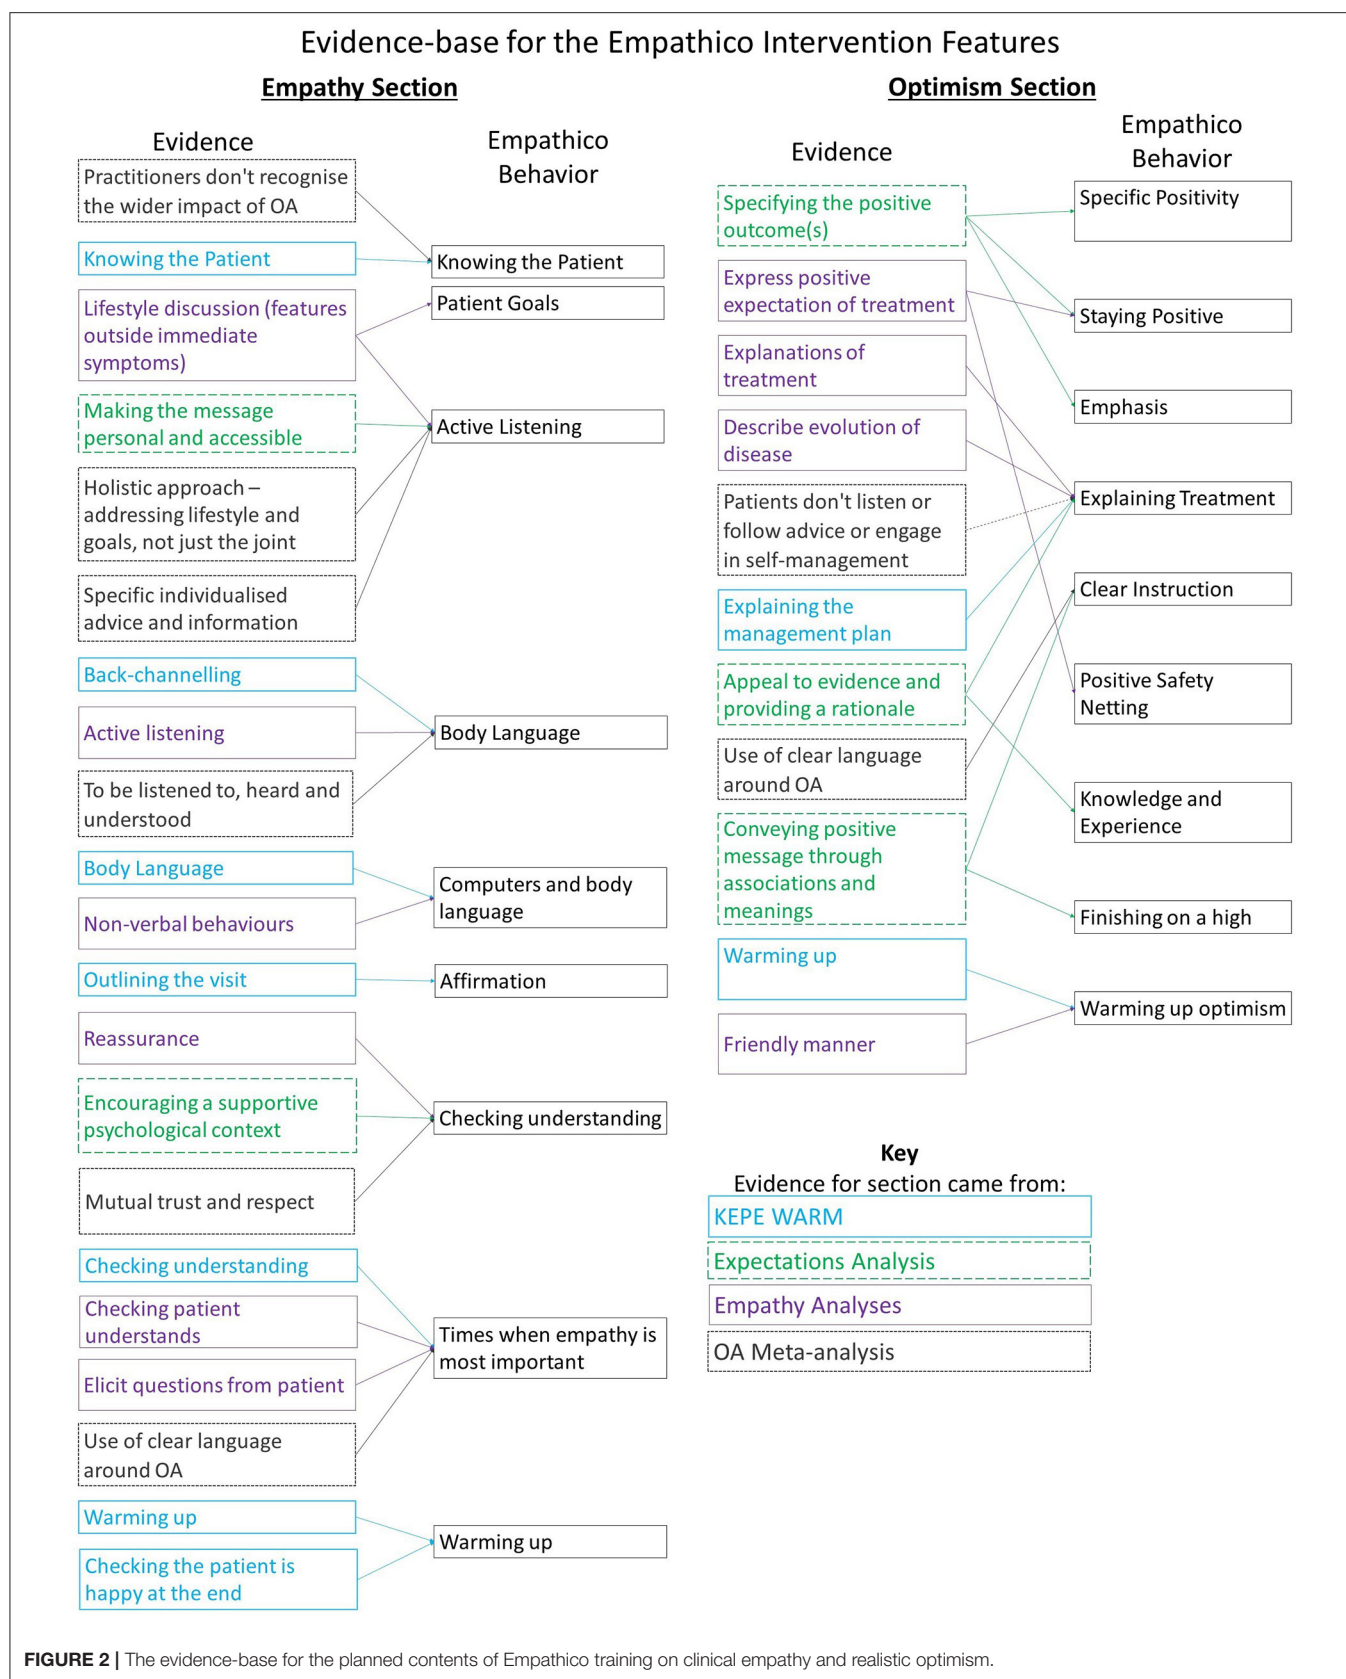 Evidence-base for the Empathico Intervention Features
Empathy Section
Evidence
Empathico
Behavior
Practitioners don't recognise
the wider impact of OA
Knowing the Patient
Lifestyle discussion (features
outside immediate
symptoms)
Making the message
personal and accessible
Holistic approach –
addressing lifestyle and
goals, not just the joint
Specific individualised
advice and information
Back-channelling
Active listening
To be listened to, heard and
understood
Body Language
Non-verbal behaviours
Outlining the visit
Reassurance
Encouraging a supportive
psychological context
Mutual trust and respect
Checking understanding
Checking patient
understands
Elicit questions from patient
Use of clear language
around OA
Warming up
Checking the patient is
happy at the end
Knowing the Patient
Patient Goals
Active Listening
Body Language
Computers and body
language
Affirmation
Checking understanding
Times when empathy is
most important
Warming up
Optimism Section
Evidence
Empathico
Behavior
Specifying the positive
outcome(s)
Express positive
expectation of treatment
Explanations of
treatment
Describe evolution of
disease
Patients don't listen or
follow advice or engage
in self-management
Explaining the
management plan
Appeal to evidence and
providing a rationale
Use of clear language
around OA
Conveying positive
message through
associations and
meanings
Warming up
Friendly manner
Specific Positivity
Staying Positive
Emphasis
Explaining Treatment
Clear Instruction
Positive Safety
Netting
Knowledge and
Experience
Finishing on a high
Warming up optimism
Key
Evidence for section came from:
KEPE WARM
Expectations Analysis
Empathy Analyses
OA Meta-analysis
FIGURE 2 | The evidence-base for the planned contents of Empathico training on clinical empathy and realistic optimism.